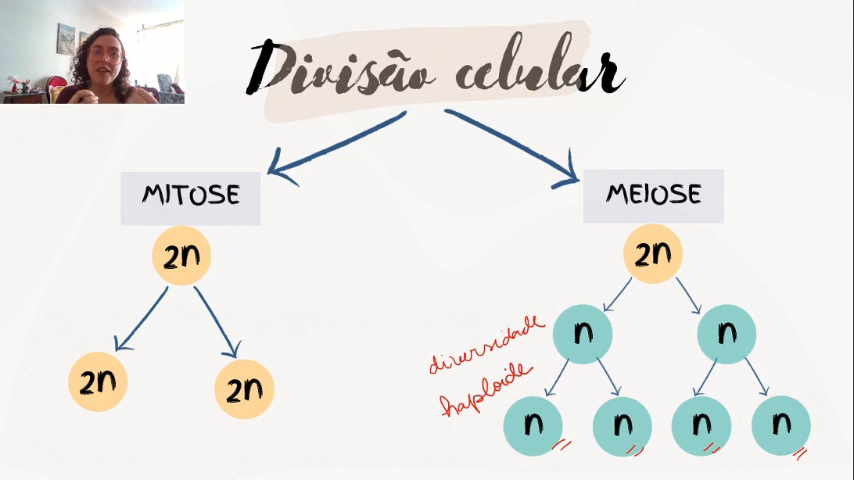 Divisão celular
MITOSE
MEIOSE
2n
2n
n
n
diversidade
haploide
2n
2n
n
n
n
n